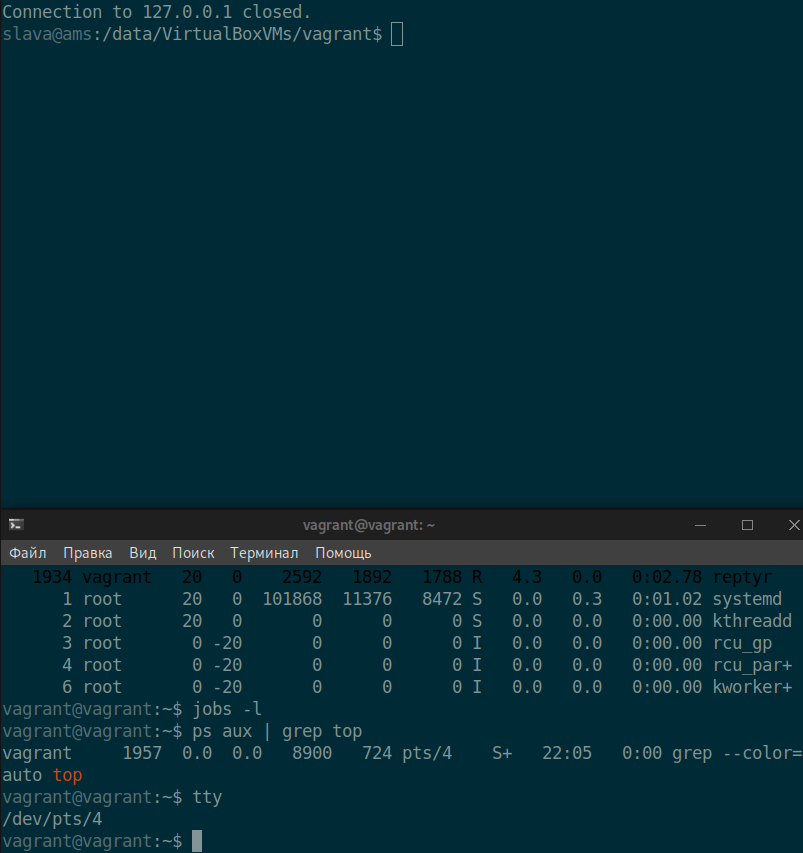 Connection to 127.0.0.1 closed.
slava@ams:/data/VirtualBoxVMs/vagrant$
vagrant@vagrant: ~
Файл Правка Вид Поиск Терминал Помощь
1934 vagrant 20 0 2592 1892 1788 R 4.3 0.0 0:02.78 reptyr
1 root 20 0 101868 11376 8472 S 0.0 0.3 0:01.02 systemd
2 root 20 0 0 0 0 S 0.0 0.0 0:00.00 kthreadd
3 root 0 -20 0 0 0 I 0.0 0.0 0:00.00 rcu_gp
4 root 0 -20 0 0 0 I 0.0 0.0 0:00.00 rcu_par+
6 root 0 -20 0 0 0 I 0.0 0.0 0:00.00 kworker+
vagrant@vagrant:~$ jobs -l
vagrant@vagrant:~$ ps aux | grep top
vagrant 1957 0.0 0.0 8900 724 pts/4 S+ 22:05 0:00 grep --color=
auto top
vagrant@vagrant:~$ tty
/dev/pts/4
vagrant@vagrant:~$